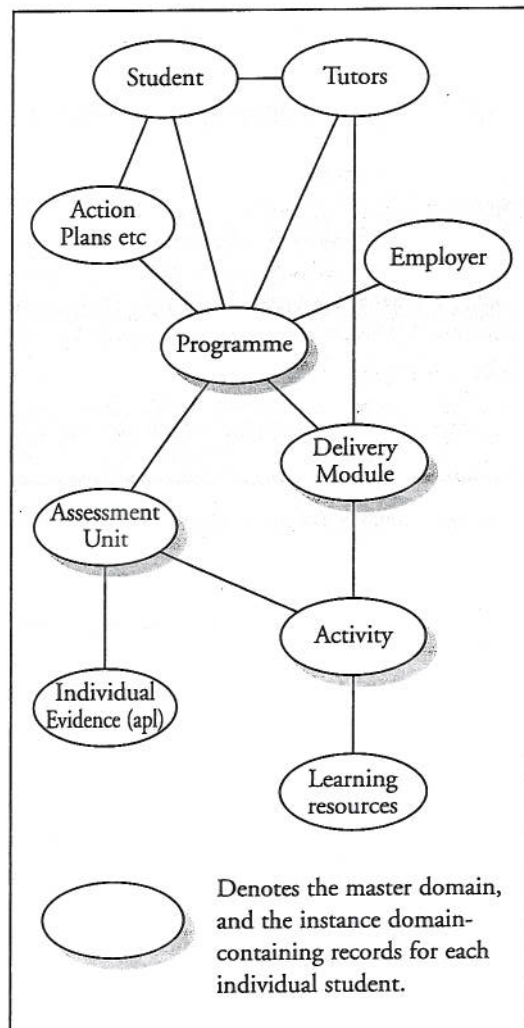 Student
Tutors
Action
Plans etc
Employer
Programme
Delivery
Module
Assessment
Unit
Activity
Individual
Evidence (apl)
Learning
resources
Denotes the master domain,
and the instance domain-
containing records for each
individual student.